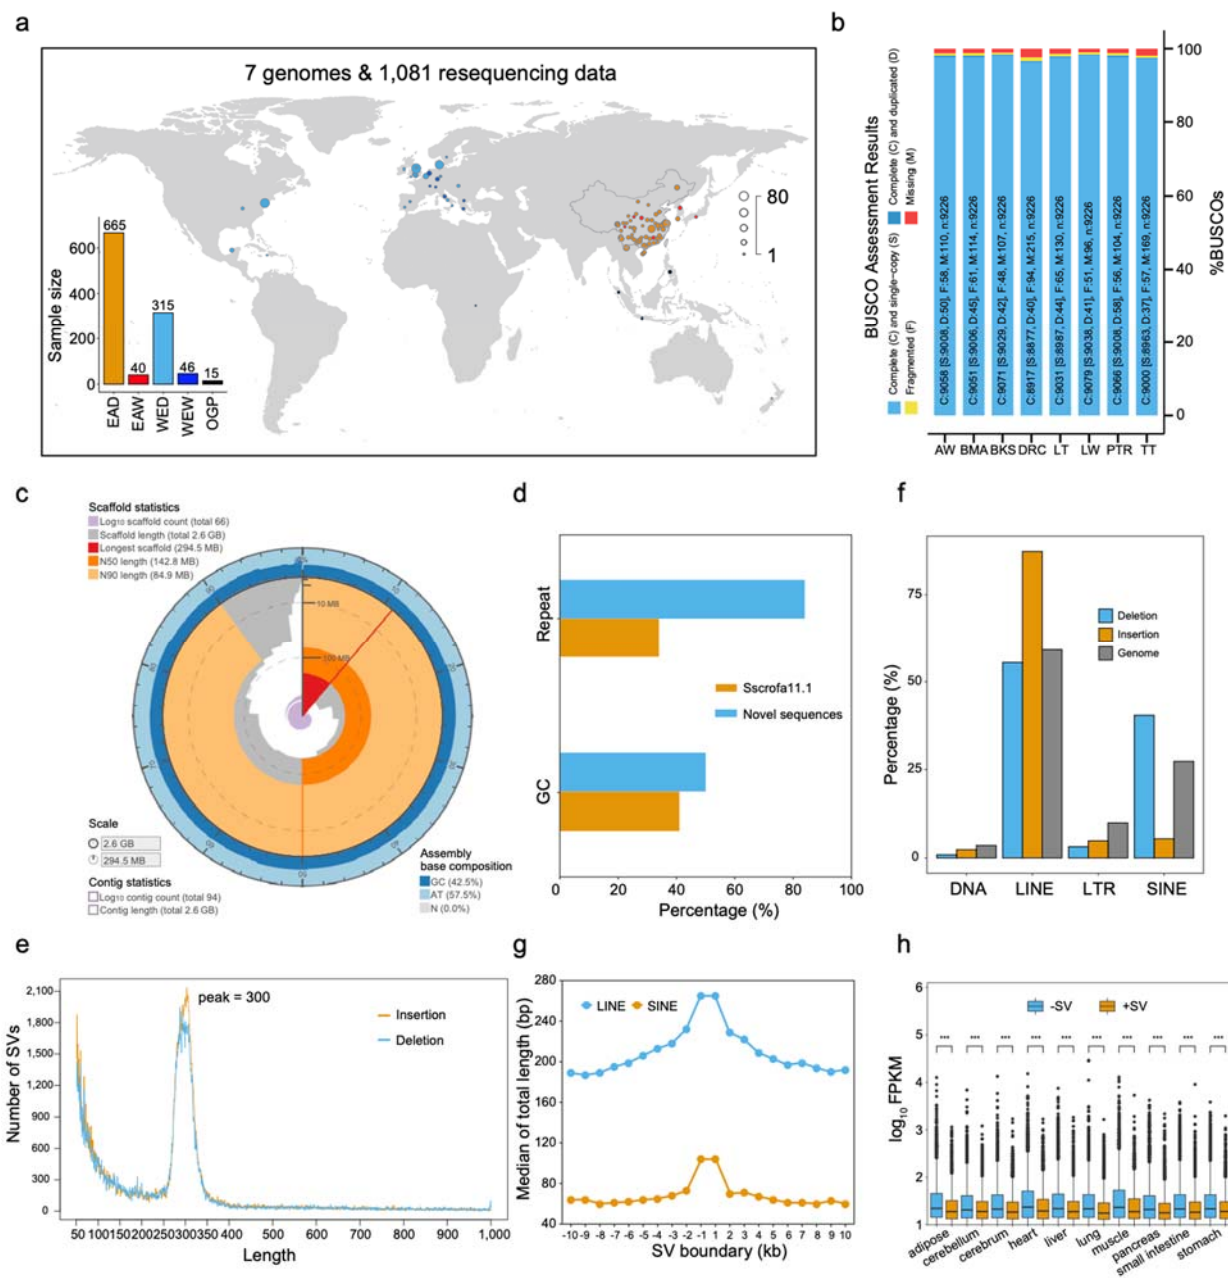 a
7 genomes & 1,081 resequencing data
80
1
Sample size
600
400
200
0
665
40
315
46
15
EAD
EAW
WED
WEW
OGP
b
BUSCO Assessment Results
Complete (C) and single-copy (S)
Complete (C) and duplicated (D)
Fragmented (F)
Missing (M)
C:9058 [S:9008, D:50], F:58, M:110, n:9226
C:9051 [S:9006, D:45], F:61, M:114, n:9226
C:9071 [S:9029, D:42], F:48, M:107, n:9226
C:8917 [S:8877, D:40], F:94, M:215, n:9226
C:9031 [S:8987, D:44], F:65, M:130, n:9226
C:9079 [S:9038, D:41], F:51, M:96, n:9226
C:9066 [S:9008, D:58], F:56, M:104, n:9226
C:9000 [S:8963, D:37], F:57, M:169, n:9226
100
80
60
40
20
0
%BUSCOs
AW BMA BKS DRC LT LW PTR TT
c
Scaffold statistics
Log10 scaffold count (total 66)
Scaffold length (total 2.6 GB)
Longest scaffold (294.5 MB)
N50 length (142.8 MB)
N90 length (84.9 MB)
10 MB
100 MB
Scale
2.6 GB
294.5 MB
Contig statistics
Log10 contig count (total 94)
Contig length (total 2.6 GB)
Assembly
base composition
GC (42.5%)
AT (57.5%)
N (0.0%)
d
Repeat
GC
Sscrofa11.1
Novel sequences
0 20 40 60 80 100
Percentage (%)
f
Percentage (%)
75
50
25
0
Deletion
Insertion
Genome
DNA LINE LTR SINE
e
Number of SVs
2,100
1,800
1,500
1,200
900
600
300
0
peak = 300
Insertion
Deletion
50 100 150 200 250 300 350 400 500 600 700 800 900 1,000
Length
g
Median of total length (bp)
280
240
200
160
120
80
40
LINE SINE
-10 -9 -8 -7 -6 -5 -4 -3 -2 -1 1 2 3 4 5 6 7 8 9 10
SV boundary (kb)
h
log10 FPKM
6
5
4
3
2
1
-SV +SV
*** *** *** *** *** *** *** *** *** ***
adipose
cerebellum
cerebrum
heart
liver
lung
muscle
pancreas
small intestine
stomach